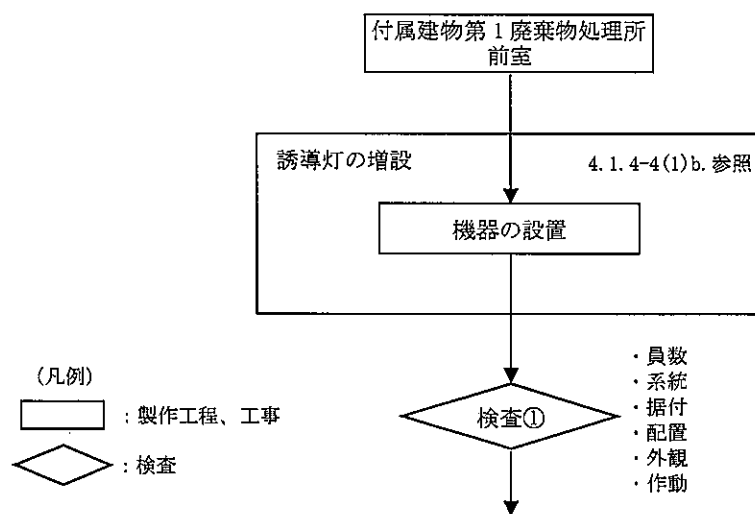 付属建物第１廃棄物処理所
前室
誘導灯の増設
4.1.4-4(1)b.参照
機器の設置
・員数
・系統
・据付
・配置
・外観
・作動
検査①
(凡例)
：製作工程、工事
：検査